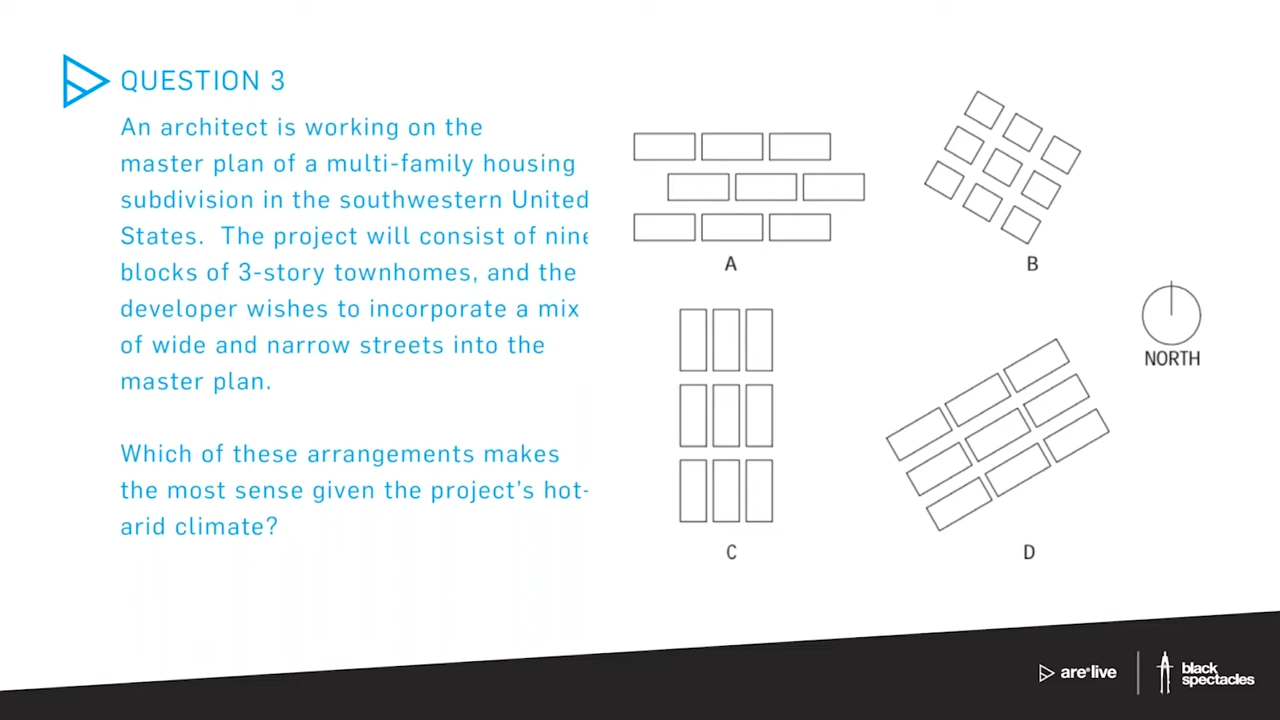 QUESTION 3
An architect is working on the
master plan of a multi-family housing
subdivision in the southwestern United
States. The project will consist of nine
blocks of 3-story townhomes, and the
developer wishes to incorporate a mix
of wide and narrow streets into the
master plan.
Which of these arrangements makes
the most sense given the project's hot-
arid climate?
A
B
NORTH
C
D
are live
black
spectacles